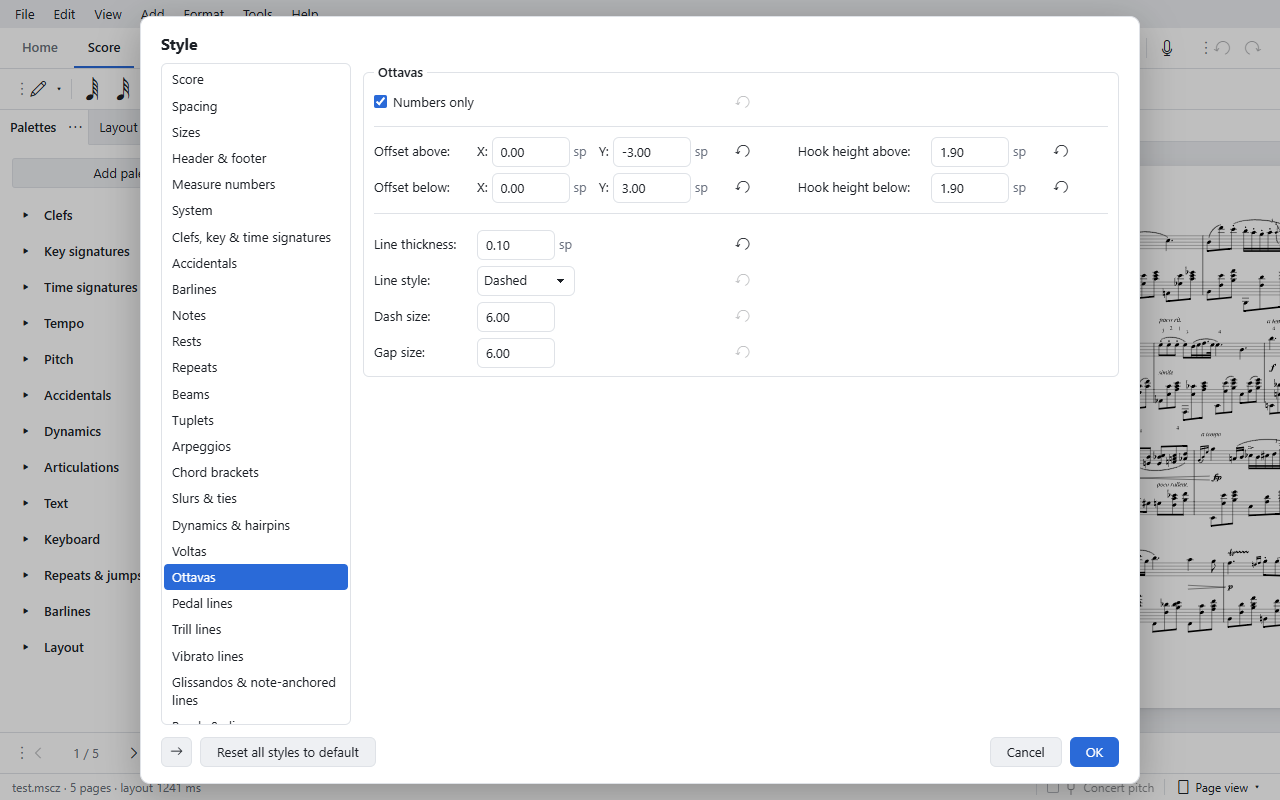 File Edit View Add Format Tools Help
Style
Home Score
Palettes ··· Layout
Add pale
Clefs
Key signatures
Time signatures
Tempo
Pitch
Accidentals
Dynamics
Articulations
Text
Keyboard
Repeats & jumps
Barlines
Layout
Score
Spacing
Sizes
Header & footer
Measure numbers
System
Clefs, key & time signatures
Accidentals
Barlines
Notes
Rests
Repeats
Beams
Tuplets
Arpeggios
Chord brackets
Slurs & ties
Dynamics & hairpins
Voltas
Ottavas
Pedal lines
Trill lines
Vibrato lines
Glissandos & note-anchored
lines
Ottavas
Numbers only
Offset above: X: 0.00 sp Y: -3.00 sp Hook height above: 1.90 sp
Offset below: X: 0.00 sp Y: 3.00 sp Hook height below: 1.90 sp
Line thickness: 0.10 sp
Line style: Dashed
Dash size: 6.00
Gap size: 6.00
poco rit.
simile
a tempo
poco rallent.
1 / 5
→ Reset all styles to default Cancel OK
test.mscz · 5 pages · layout 1241 ms Concert pitch Page view